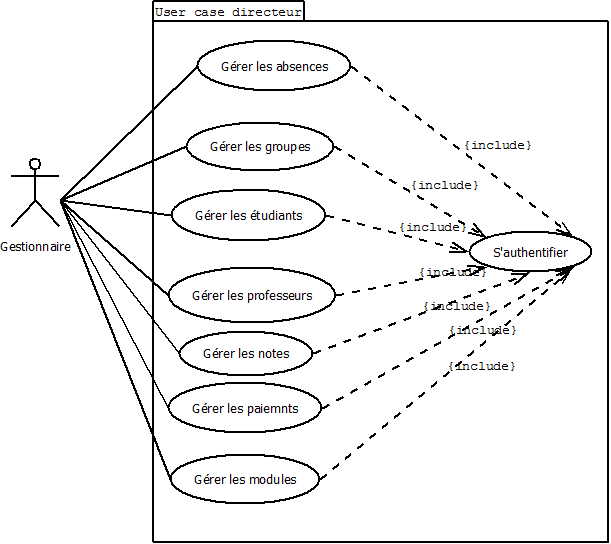 User case directeur
Gérer les absences
{include}
Gérer les groupes
{include}
Gérer les étudiants
{include}
Gestionnaire
S'authentifier
{include}
Gérer les professeurs
{include}
{include}
Gérer les notes
{include}
Gérer les paiemnts
Gérer les modules